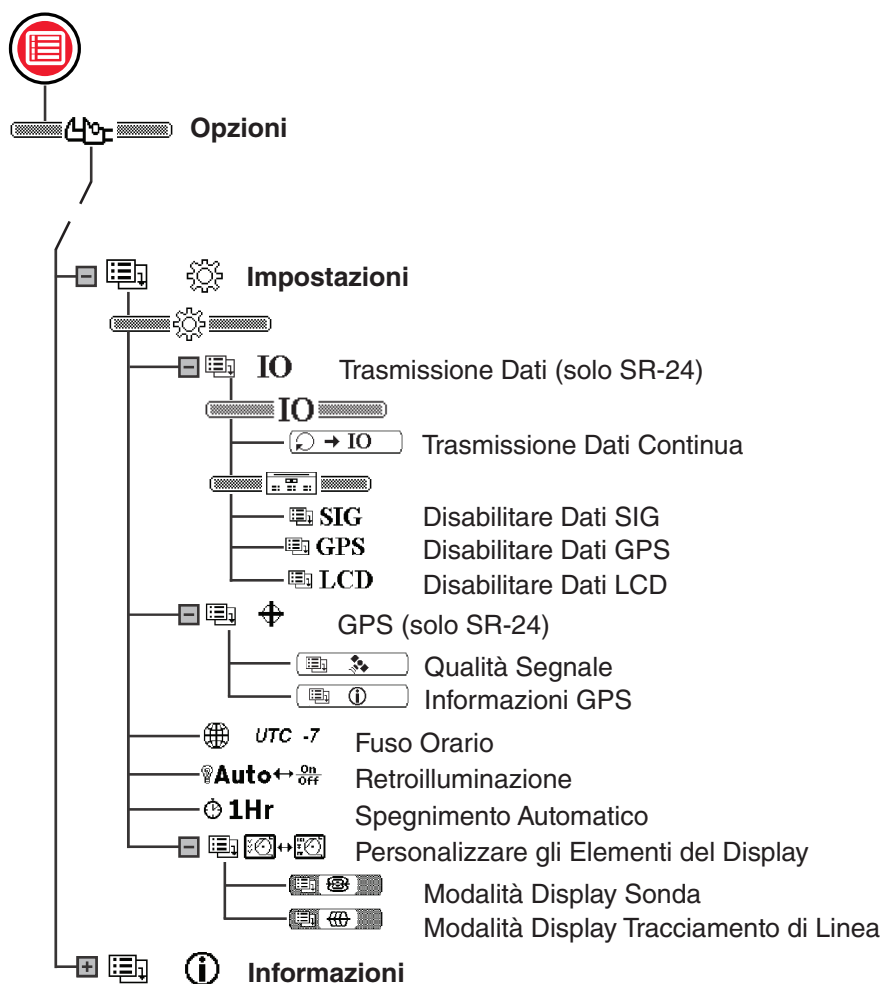 Opzioni
Impostazioni
IO Trasmissione Dati (solo SR-24)
IO
IO Trasmissione Dati Continua
SIG Disabilitare Dati SIG
GPS Disabilitare Dati GPS
LCD Disabilitare Dati LCD
GPS (solo SR-24)
Qualità Segnale
Informazioni GPS
UTC -7 Fuso Orario
Auto On Off Retroilluminazione
1Hr Spegnimento Automatico
Personalizzare gli Elementi del Display
Modalità Display Sonda
Modalità Display Tracciamento di Linea
Informazioni